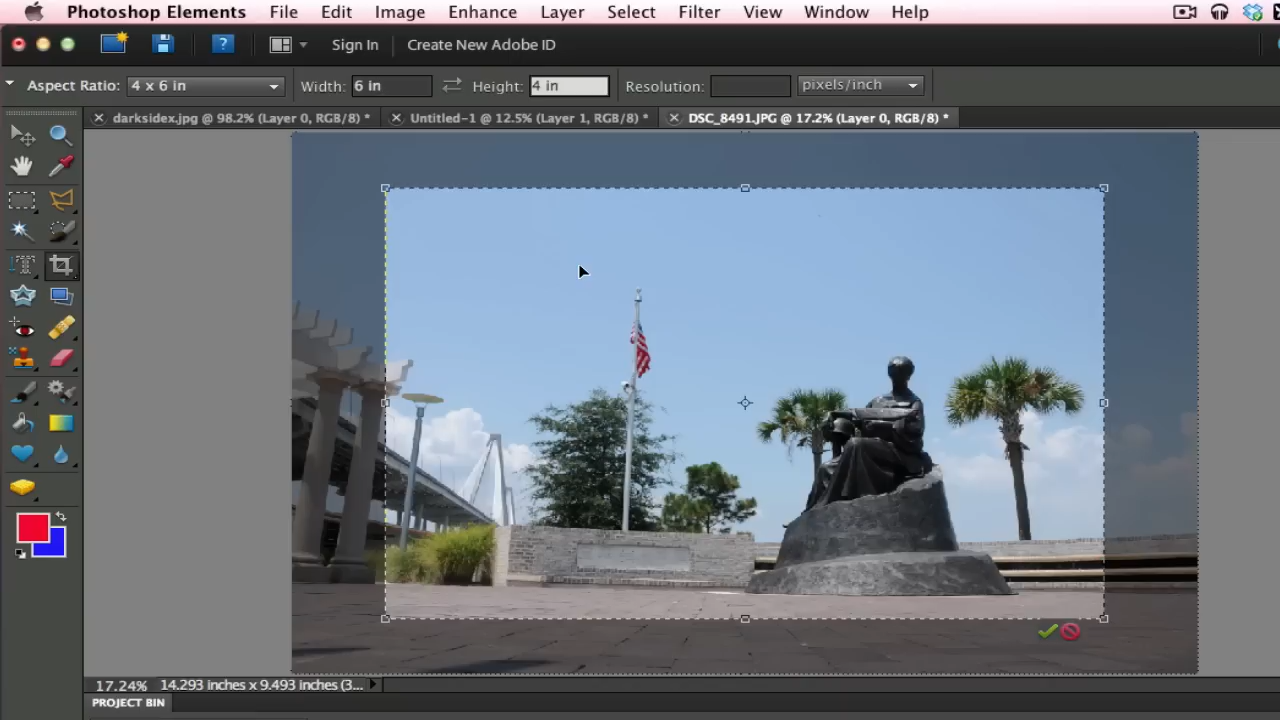 Photoshop Elements File Edit Image Enhance Layer Select Filter View Window Help
Sign In Create New Adobe ID
Aspect Ratio: 4 x 6 in Width: 6 in Height: 4 in Resolution: pixels/inch
darksidex.jpg @ 98.2% (Layer 0, RGB/8) * Untitled-1 @ 12.5% (Layer 1, RGB/8) * DSC_8491.JPG @ 17.2% (Layer 0, RGB/8) *
17.24% 14.293 inches x 9.493 inches (3...
PROJECT BIN